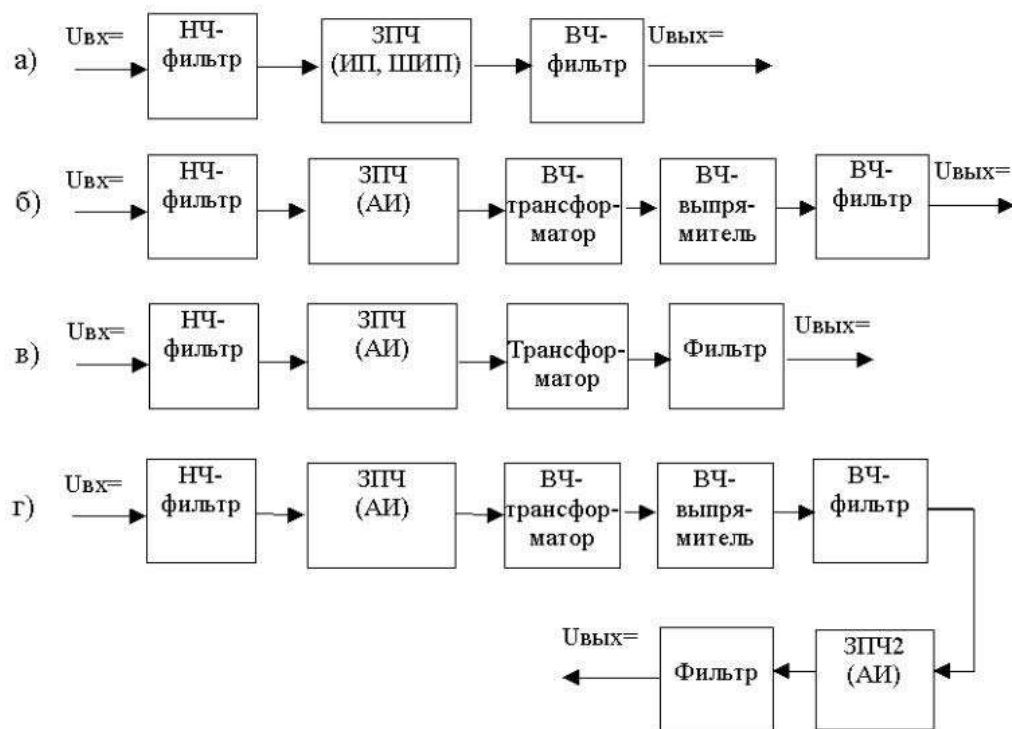 Uвх=
НЧ-
фильтр
ЗПЧ
(ИП, ШИП)
ВЧ-
фильтр
Uвых=
а)
Uвх=
НЧ-
фильтр
ЗПЧ
(АИ)
ВЧ-
трансфор-
матор
ВЧ-
выпря-
митель
ВЧ-
фильтр
Uвых=
б)
Uвх=
НЧ-
фильтр
ЗПЧ
(АИ)
Трансфор-
матор
Фильтр
Uвых=
в)
Uвх=
НЧ-
фильтр
ЗПЧ
(АИ)
ВЧ-
трансфор-
матор
ВЧ-
выпря-
митель
ВЧ-
фильтр
г)
Uвых=
Фильтр
ЗПЧ2
(АИ)